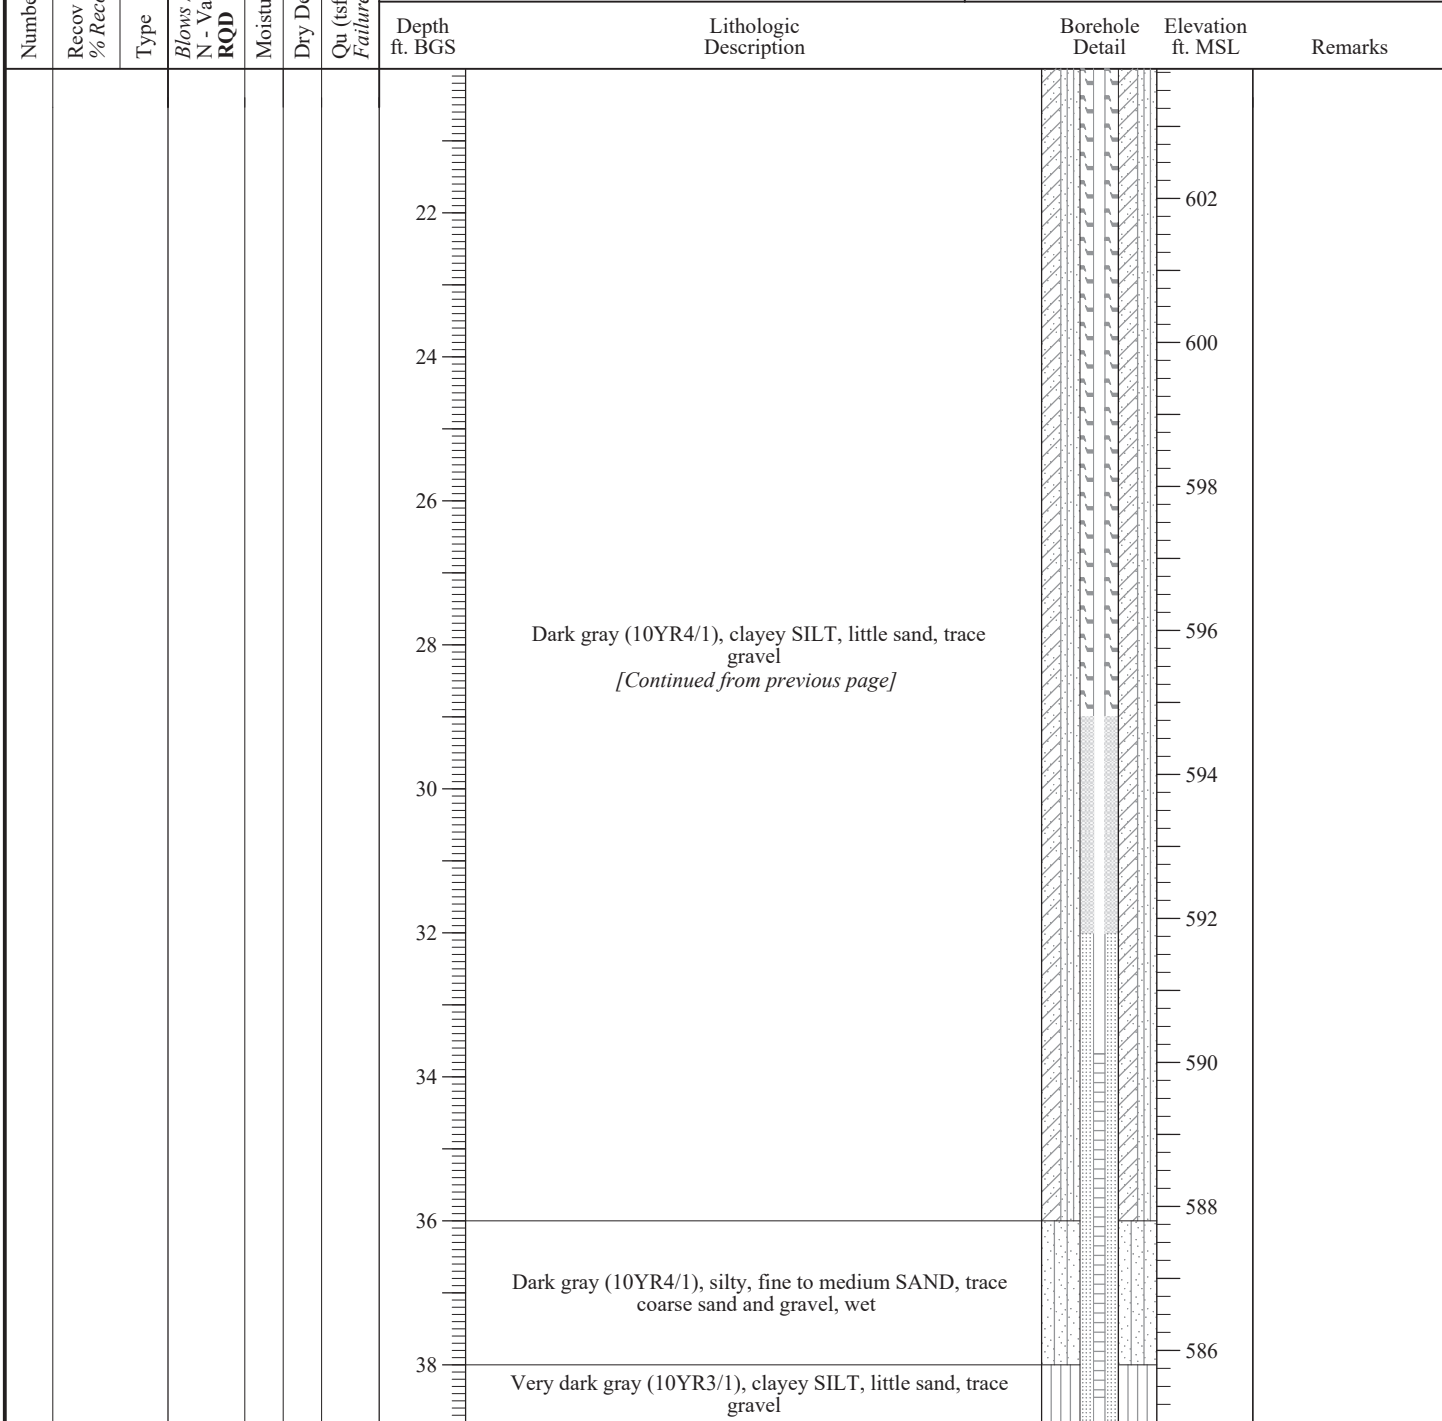 Numbe
Recov
% Reco
Type
Blows
N - Va
RQD
Moistu
Dry De
Qu (tsf
Failure
Depth
ft. BGS
Lithologic
Description
Borehole
Detail
Elevation
ft. MSL
Remarks
22
602
24
600
26
598
28
596
Dark gray (10YR4/1), clayey SILT, little sand, trace
gravel
[Continued from previous page]
30
594
32
592
34
590
36
588
Dark gray (10YR4/1), silty, fine to medium SAND, trace
coarse sand and gravel, wet
38
586
Very dark gray (10YR3/1), clayey SILT, little sand, trace
gravel